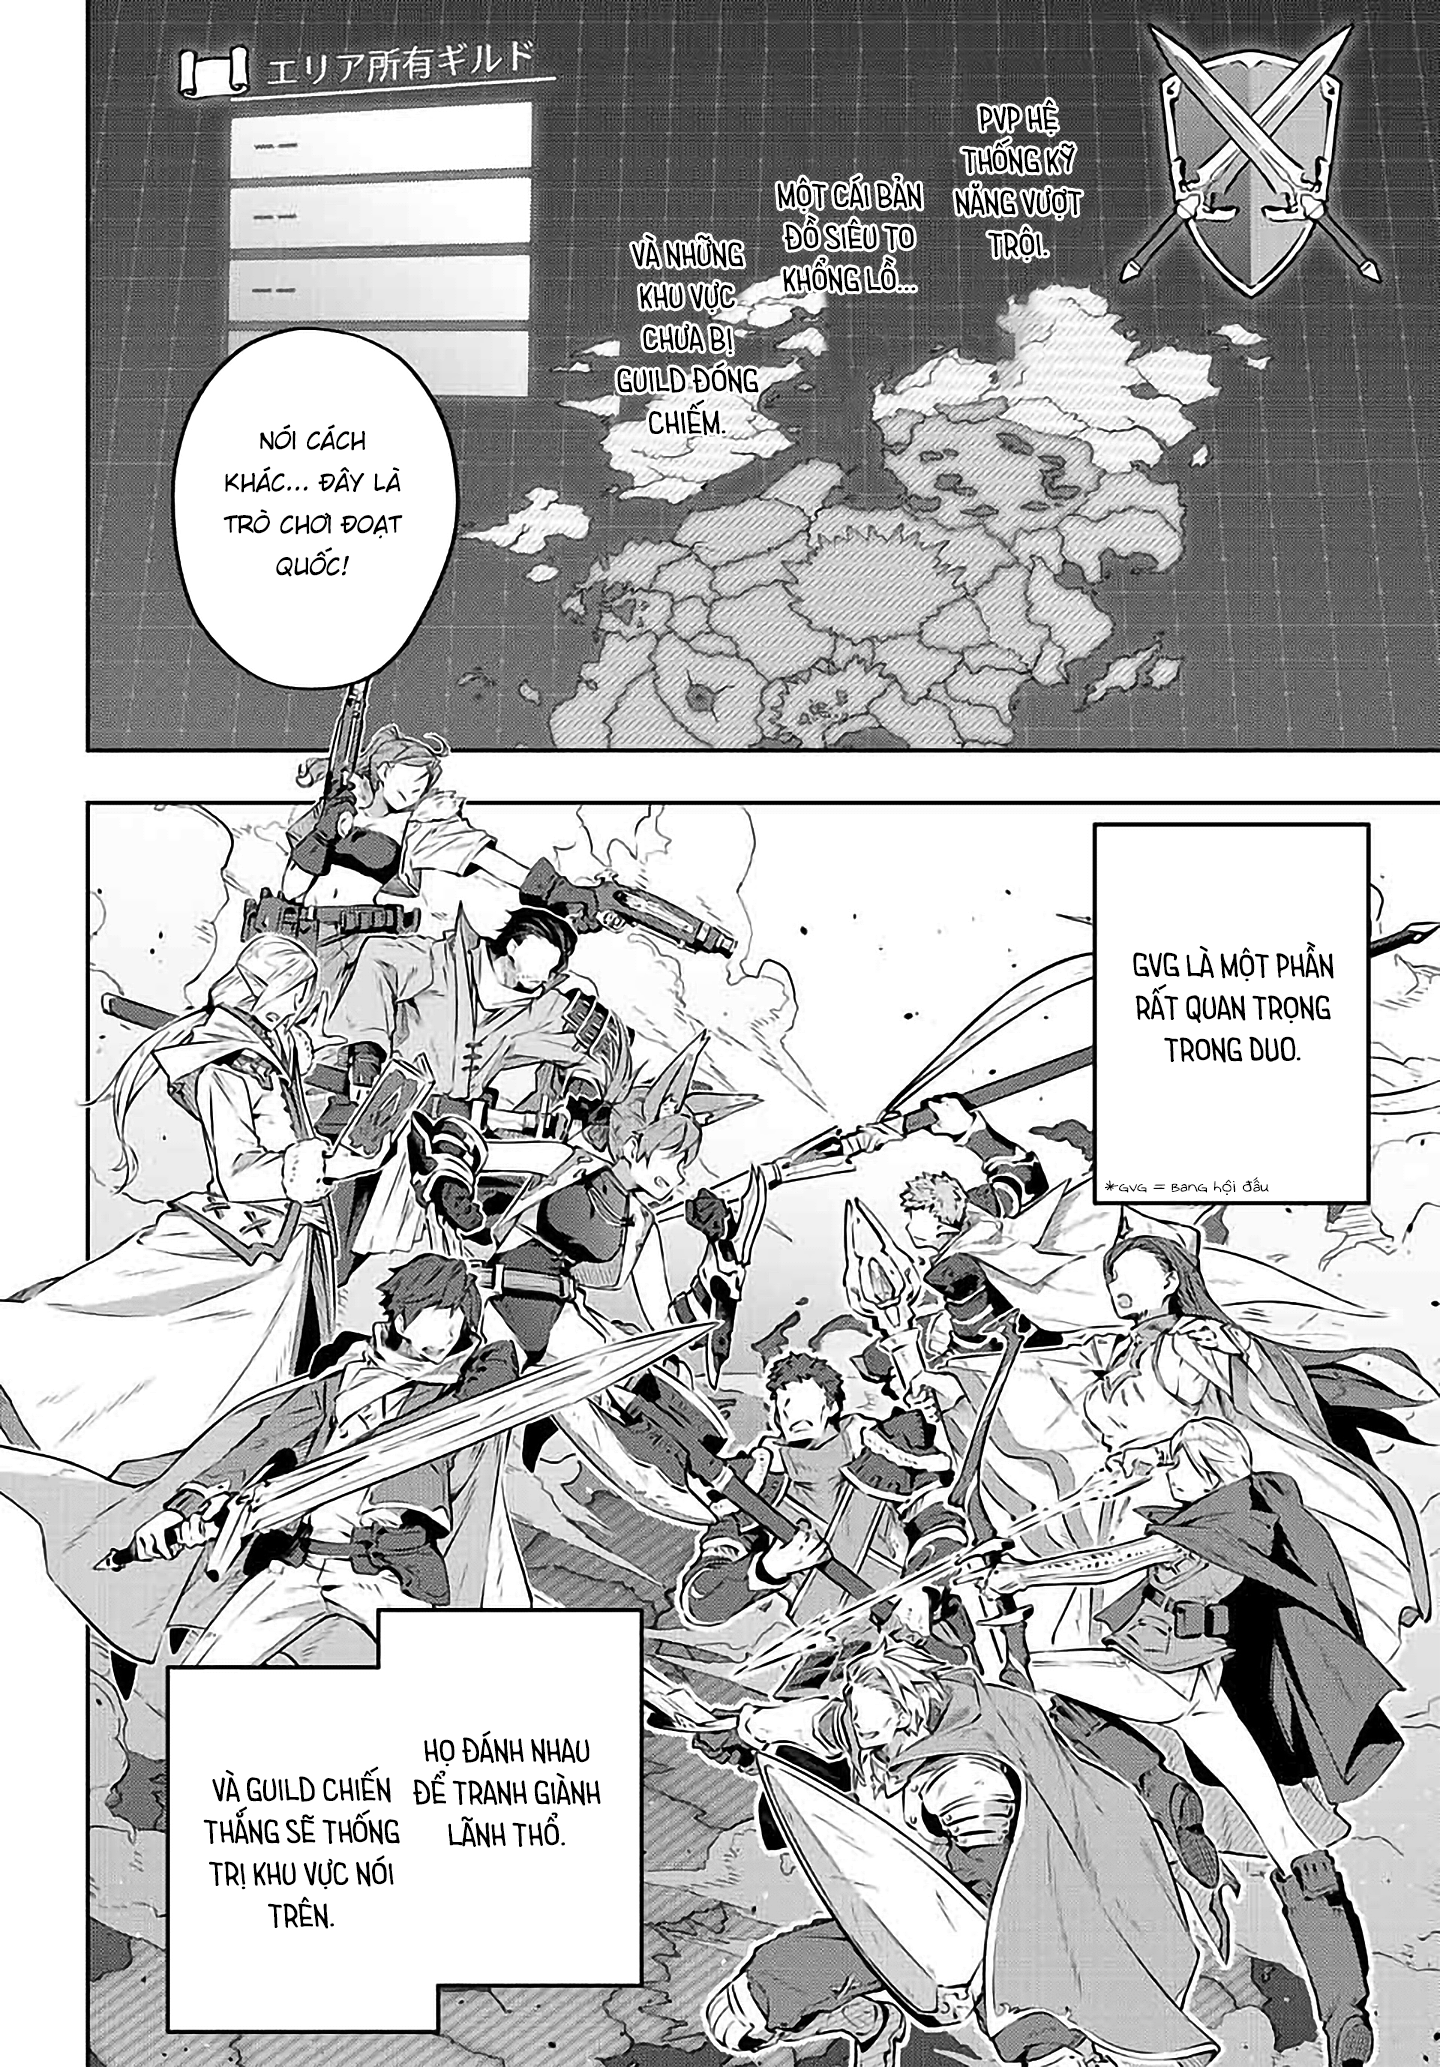 エリア所有ギルド
PVP HỆ
THỐNG KỸ
NĂNG VƯỢT
TRỘI.
MỘT CÁI BẢN
ĐỒ SIÊU TO
KHỔNG LỒ...
VÀ NHỮNG
KHU VỰC
CHƯA BỊ
GUILD ĐÓNG
CHIẾM.
NÓI CÁCH
KHÁC... ĐÂY LÀ
TRÒ CHƠI ĐOẠT
QUỐC!
GVG LÀ MỘT PHẦN
RẤT QUAN TRỌNG
TRONG DUO.
*GVG = BANG HỘI ĐẤU
HỌ ĐÁNH NHAU
ĐỂ TRANH GIÀNH
LÃNH THỔ.
VÀ GUILD CHIẾN
THẮNG SẼ THỐNG
TRỊ KHU VỰC NÓI
TRÊN.